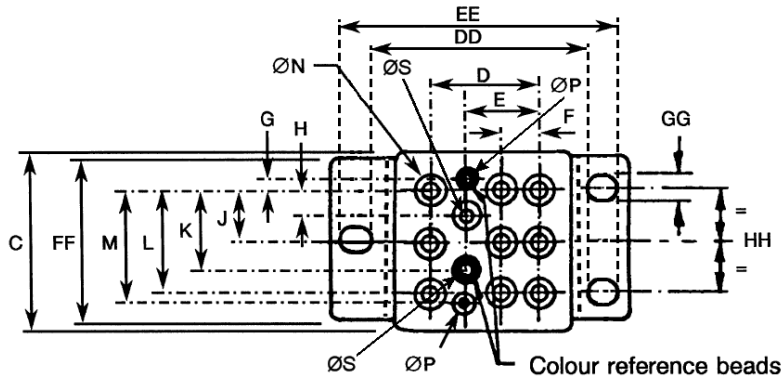 EE
DD
ØN
ØS
D
ØP
G
H
E
F
GG
C
FF
M
L
K
J
=
HH
=
ØS
ØP
Colour reference beads